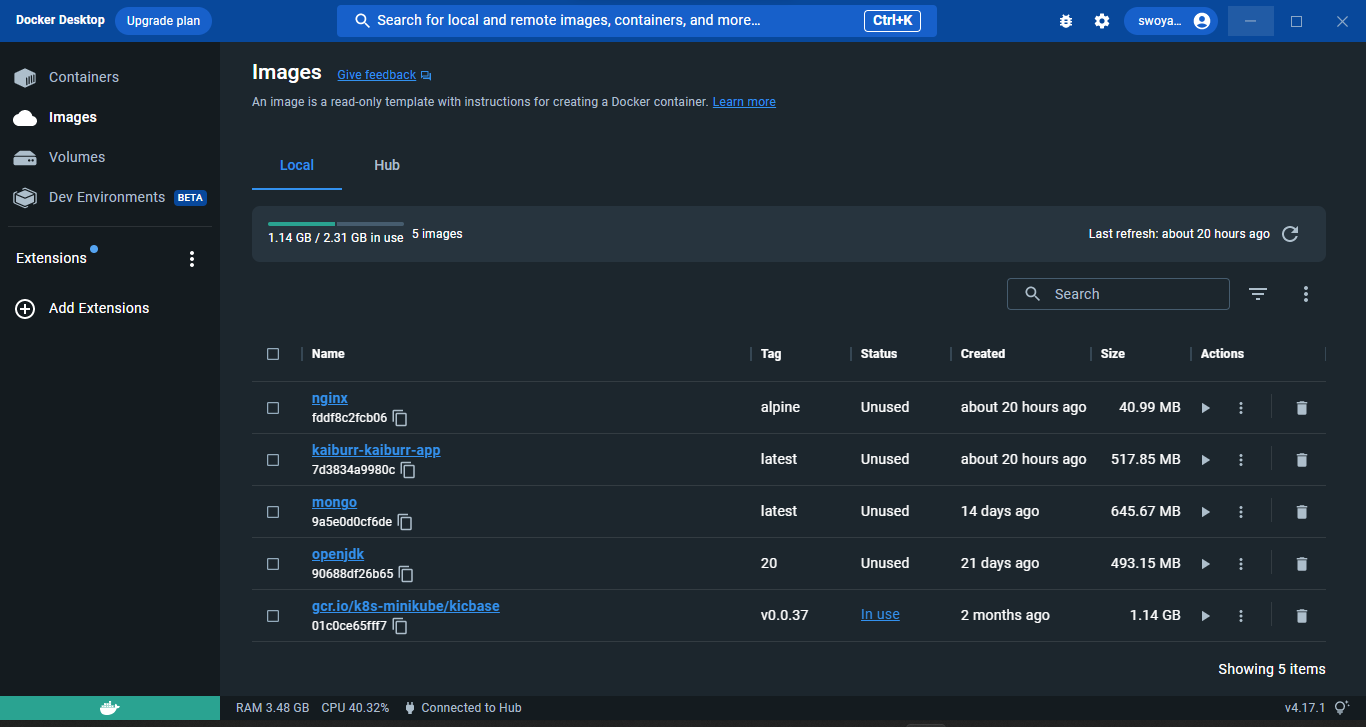 Docker Desktop Upgrade plan Search for local and remote images, containers, and more... Ctrl+K swoya...
Containers
Images
Volumes
Dev Environments BETA
Extensions
Add Extensions
Images Give feedback
An image is a read-only template with instructions for creating a Docker container. Learn more
Local Hub
1.14 GB / 2.31 GB in use 5 images Last refresh: about 20 hours ago
Search
Name Tag Status Created Size Actions
nginx alpine Unused about 20 hours ago 40.99 MB
fddf8c2fcb06
kaiburr-kaiburr-app latest Unused about 20 hours ago 517.85 MB
7d3834a9980c
mongo latest Unused 14 days ago 645.67 MB
9a5e0d0cf6de
openjdk 20 Unused 21 days ago 493.15 MB
90688df26b65
gcr.io/k8s-minikube/kicbase v0.0.37 In use 2 months ago 1.14 GB
01c0ce65fff7
Showing 5 items
RAM 3.48 GB CPU 40.32% Connected to Hub v4.17.1